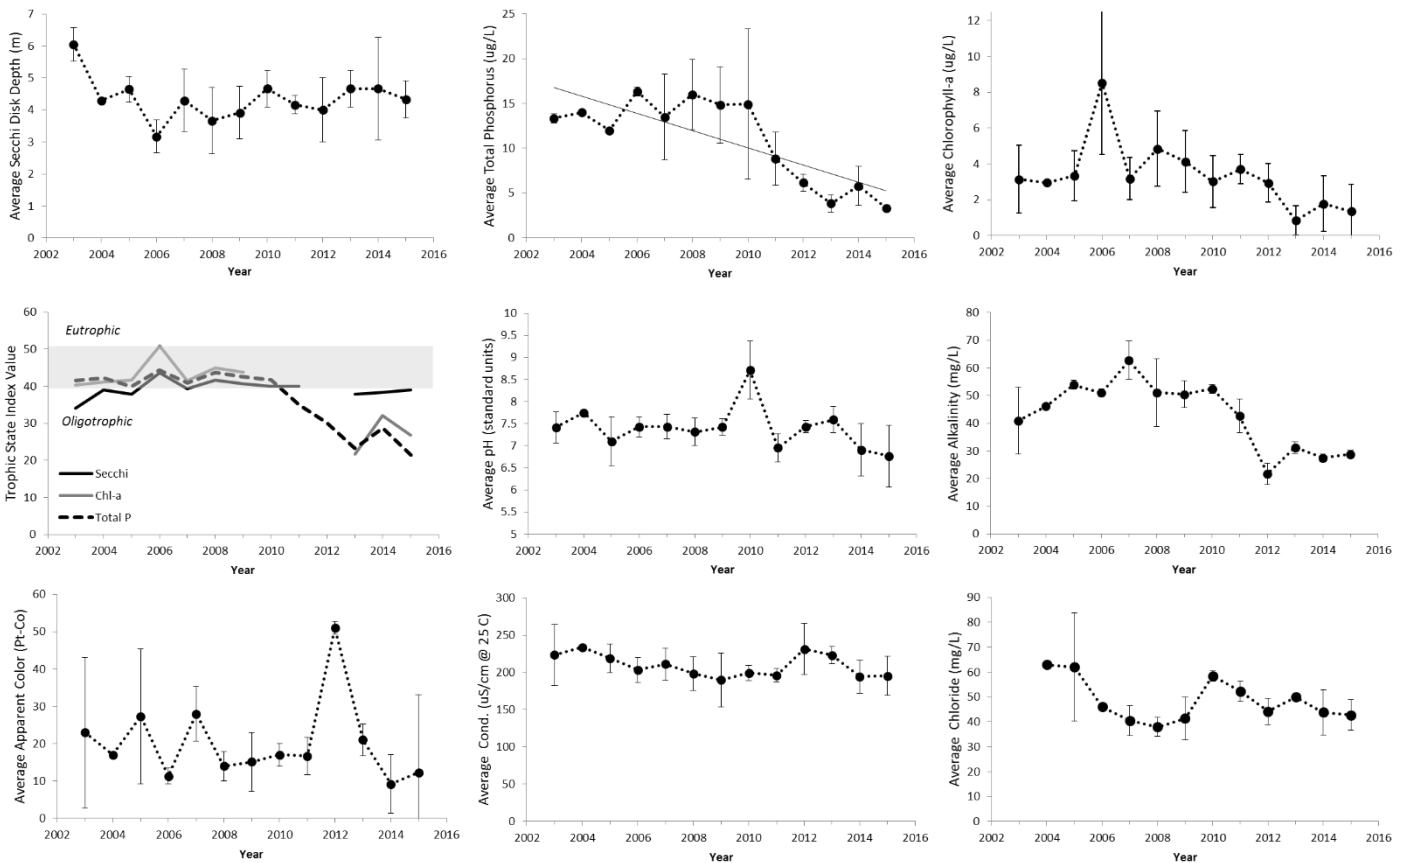 Average Secchi Disk Depth (m)
7
6
5
4
3
2
1
0
2002 2004 2006 2008 2010 2012 2014 2016
Year
Average Total Phosphorus (ug/L)
25
20
15
10
5
0
2002 2004 2006 2008 2010 2012 2014 2016
Year
Average Chlorophyll-a (ug/L)
12
10
8
6
4
2
0
2002 2004 2006 2008 2010 2012 2014 2016
Year
Trophic State Index Value
60
50
40
30
20
10
0
Eutrophic
Oligotrophic
Secchi
Chl-a
Total P
2002 2004 2006 2008 2010 2012 2014 2016
Year
Average pH (standard units)
10
9.5
9
8.5
8
7.5
7
6.5
6
5.5
5
2002 2004 2006 2008 2010 2012 2014 2016
Year
Average Alkalinity (mg/L)
80
70
60
50
40
30
20
10
0
2002 2004 2006 2008 2010 2012 2014 2016
Year
Average Apparent Color (Pt-Co)
60
50
40
30
20
10
0
2002 2004 2006 2008 2010 2012 2014 2016
Year
Average Cond. (uS/cm @ 25 C)
300
250
200
150
100
50
0
2002 2004 2006 2008 2010 2012 2014 2016
Year
Average Chloride (mg/L)
90
80
70
60
50
40
30
20
10
0
2002 2004 2006 2008 2010 2012 2014 2016
Year